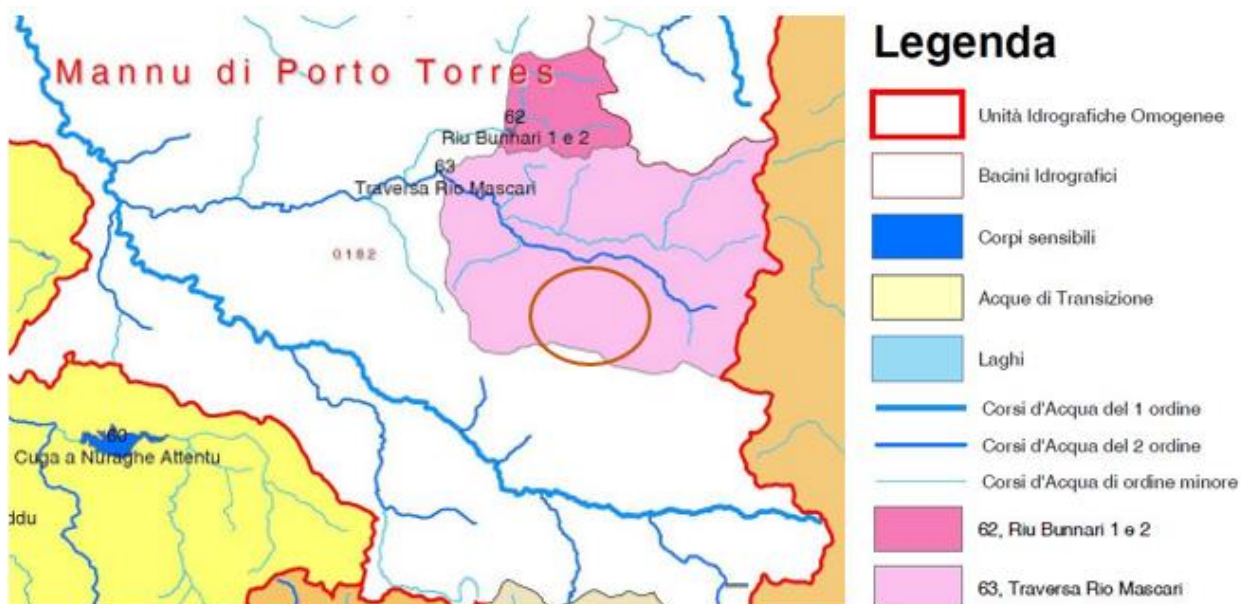 Mannu di Porto Torres
62
Riu Bunnari 1 e 2
63
Traversa Rio Mascari
0182
60
Cuga a Nuraghe Attentu
ddu
Legenda
Unità Idrografiche Omogenee
Bacini Idrografici
Corpi sensibili
Acque di Transizione
Laghi
Corsi d'Acqua del 1 ordine
Corsi d'Acqua del 2 ordine
Corsi d'Acqua di ordine minore
62, Riu Bunnari 1 e 2
63, Traversa Rio Mascari